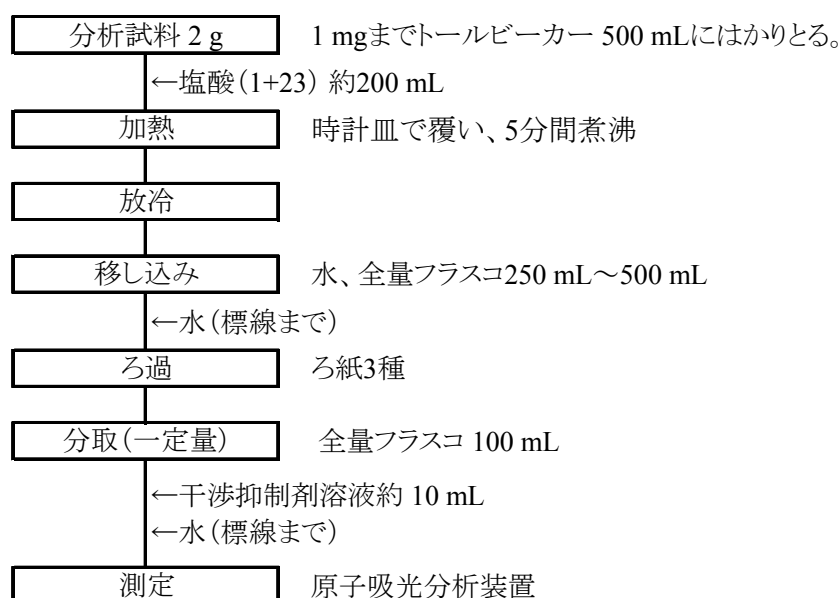 分析試料 2 g 1 mgまでトールビーカー 500 mLにはかりとる。
←塩酸（1+23） 約200 mL
加熱 時計皿で覆い、5分間煮沸
放冷
移し込み 水、全量フラスコ250 mL～500 mL
←水（標線まで）
ろ過 ろ紙3種
分取（一定量） 全量フラスコ 100 mL
←干渉抑制剤溶液約 10 mL
←水（標線まで）
測定 原子吸光分析装置